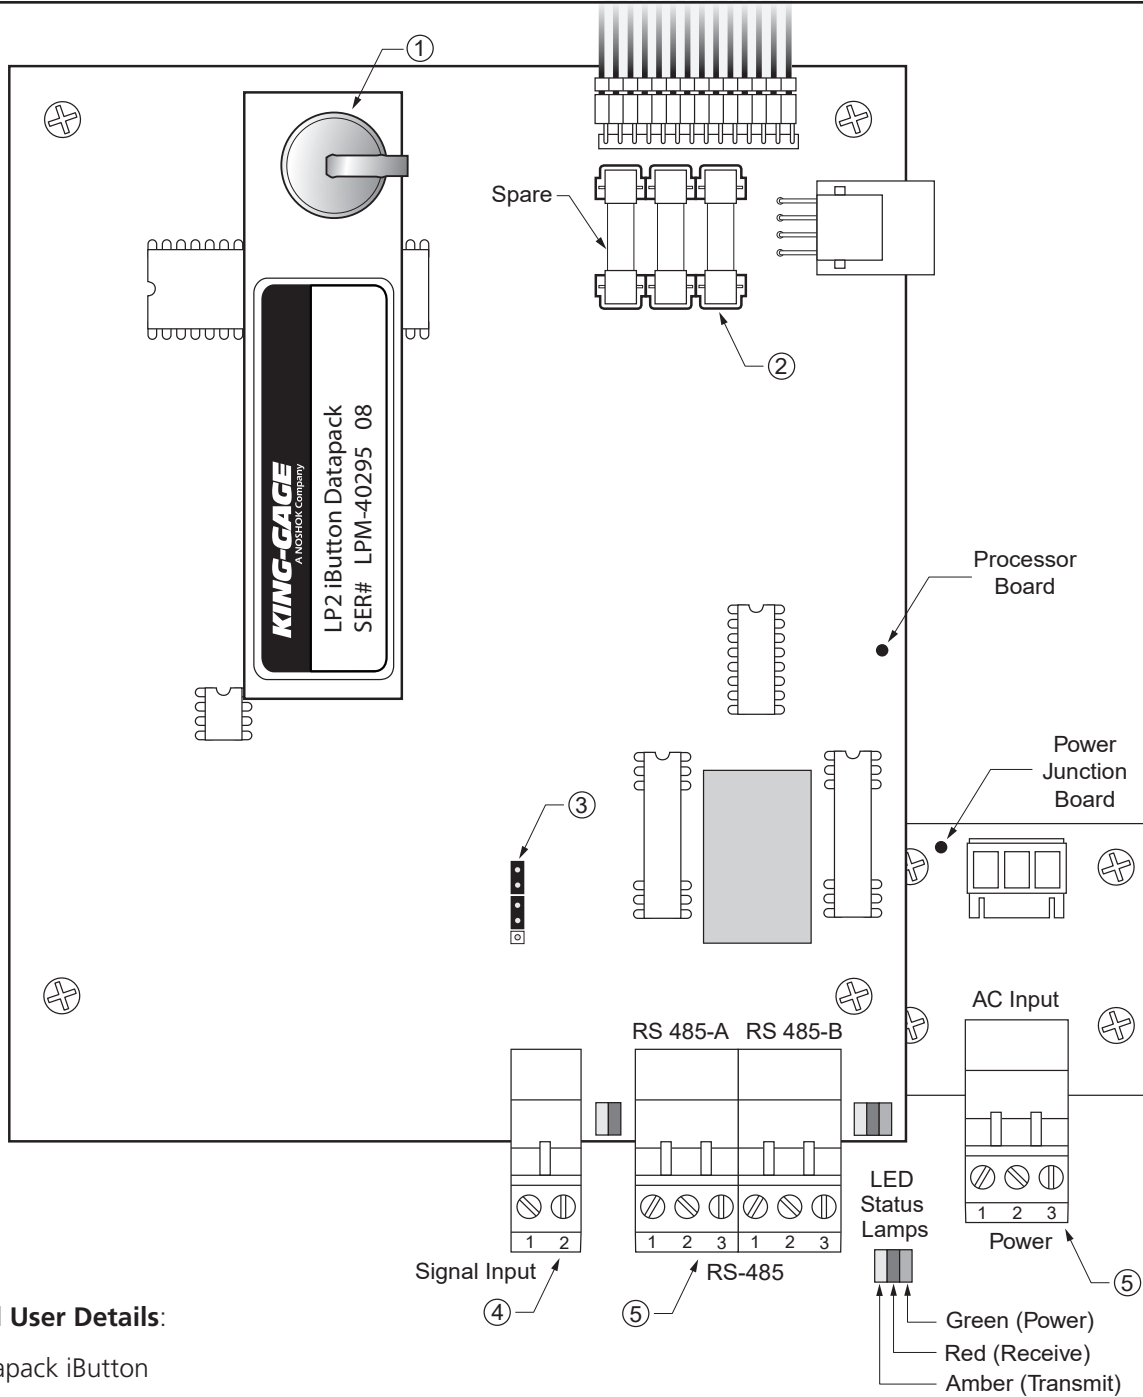 1
Spare
2
KING-GAGE
A NOSHOK Company
LP2 iButton Datapack
SER# LPM-40295 08
Processor
Board
Power
Junction
Board
3
AC Input
RS 485-A RS 485-B
LED
Status
Lamps
1 2
1 2 3 1 2 3
1 2 3
Power
Signal Input
RS-485
4
5
5
User Details:
Green (Power)
Red (Receive)
iButton
Amber (Transmit)